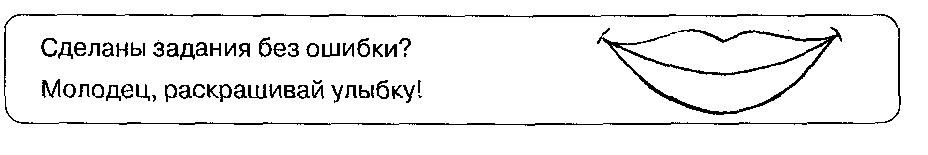 Сделаны задания без ошибки?
Молодец, раскрашивай улыбку!